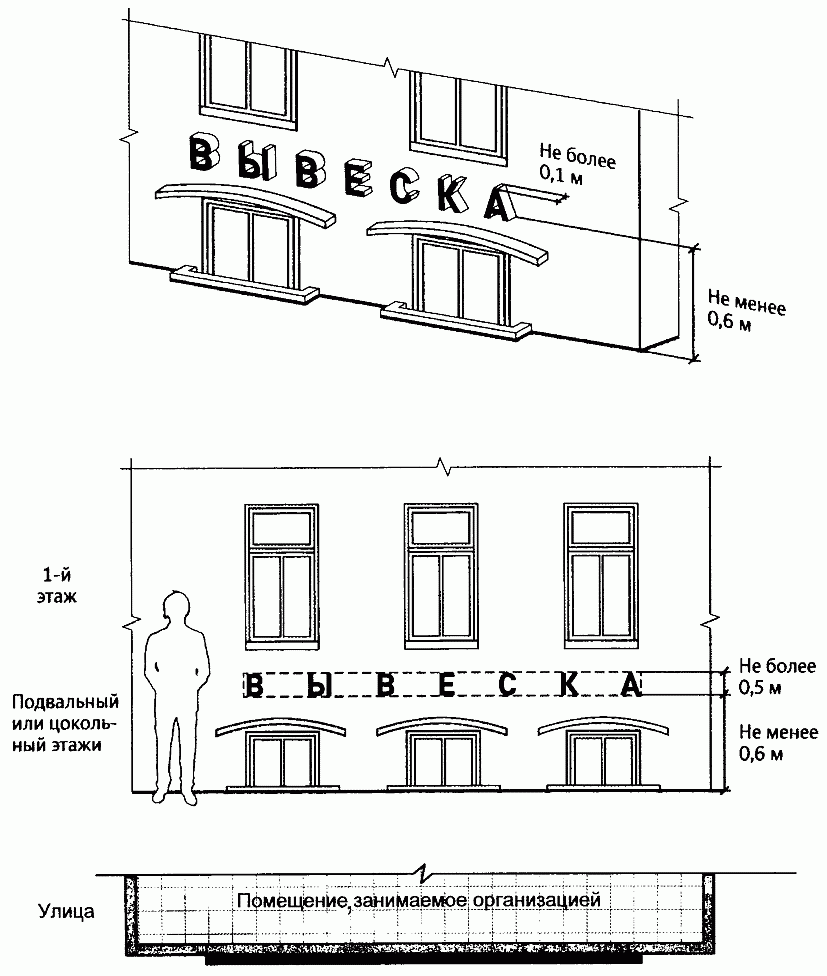 ВЫВЕСКА
Не более
0,1 м
Не менее
0,6 м
1-й
этаж
Подвальный
или цоколь-
ный этажи
ВЫВЕСКА
Не более
0,5 м
Не менее
0,6 м
Улица
Помещение,занимаемое организацией